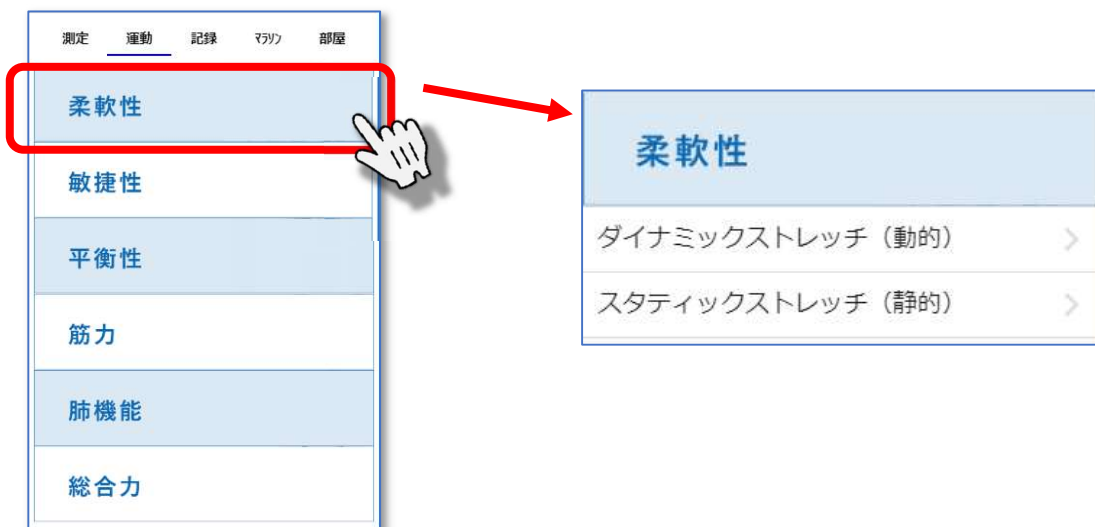 測定 運動 記録 ﾏﾗｿﾝ 部屋
柔軟性
敏捷性
平衡性
筋力
肺機能
総合力
柔軟性
ダイナミックストレッチ（動的）
スタティックストレッチ（静的）